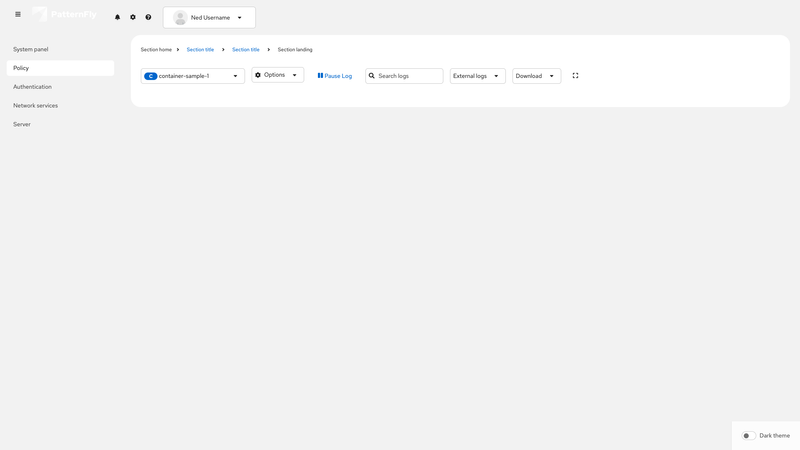 PatternFly
Ned Username
System panel
Policy
Authentication
Network services
Server
Section home
Section title
Section title
Section landing
C container-sample-1
Options
Pause Log
Search logs
External logs
Download
Dark theme